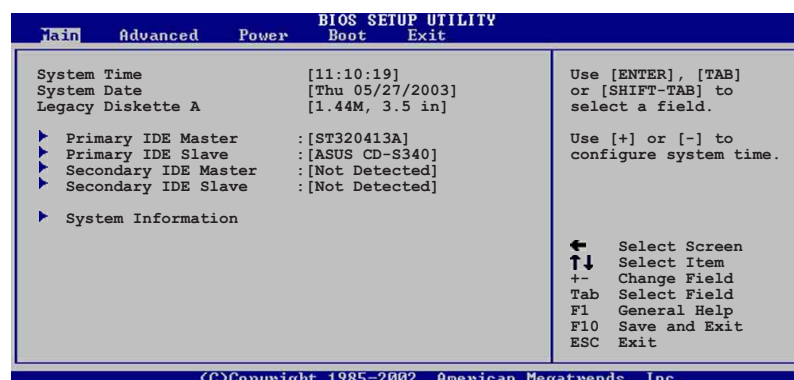 BIOS SETUP UTILITY
Main Advanced Power Boot Exit
System Time [11:10:19]
System Date [Thu 05/27/2003]
Legacy Diskette A [1.44M, 3.5 in]
Primary IDE Master :[ST320413A]
Primary IDE Slave :[ASUS CD-S340]
Secondary IDE Master :[Not Detected]
Secondary IDE Slave :[Not Detected]
System Information
Use [ENTER], [TAB]
or [SHIFT-TAB] to
select a field.
Use [+] or [-] to
configure system time.
← Select Screen
↑↓ Select Item
+- Change Field
Tab Select Field
F1 General Help
F10 Save and Exit
ESC Exit
(C)Copyright 1985-2002, American Megatrends, Inc.